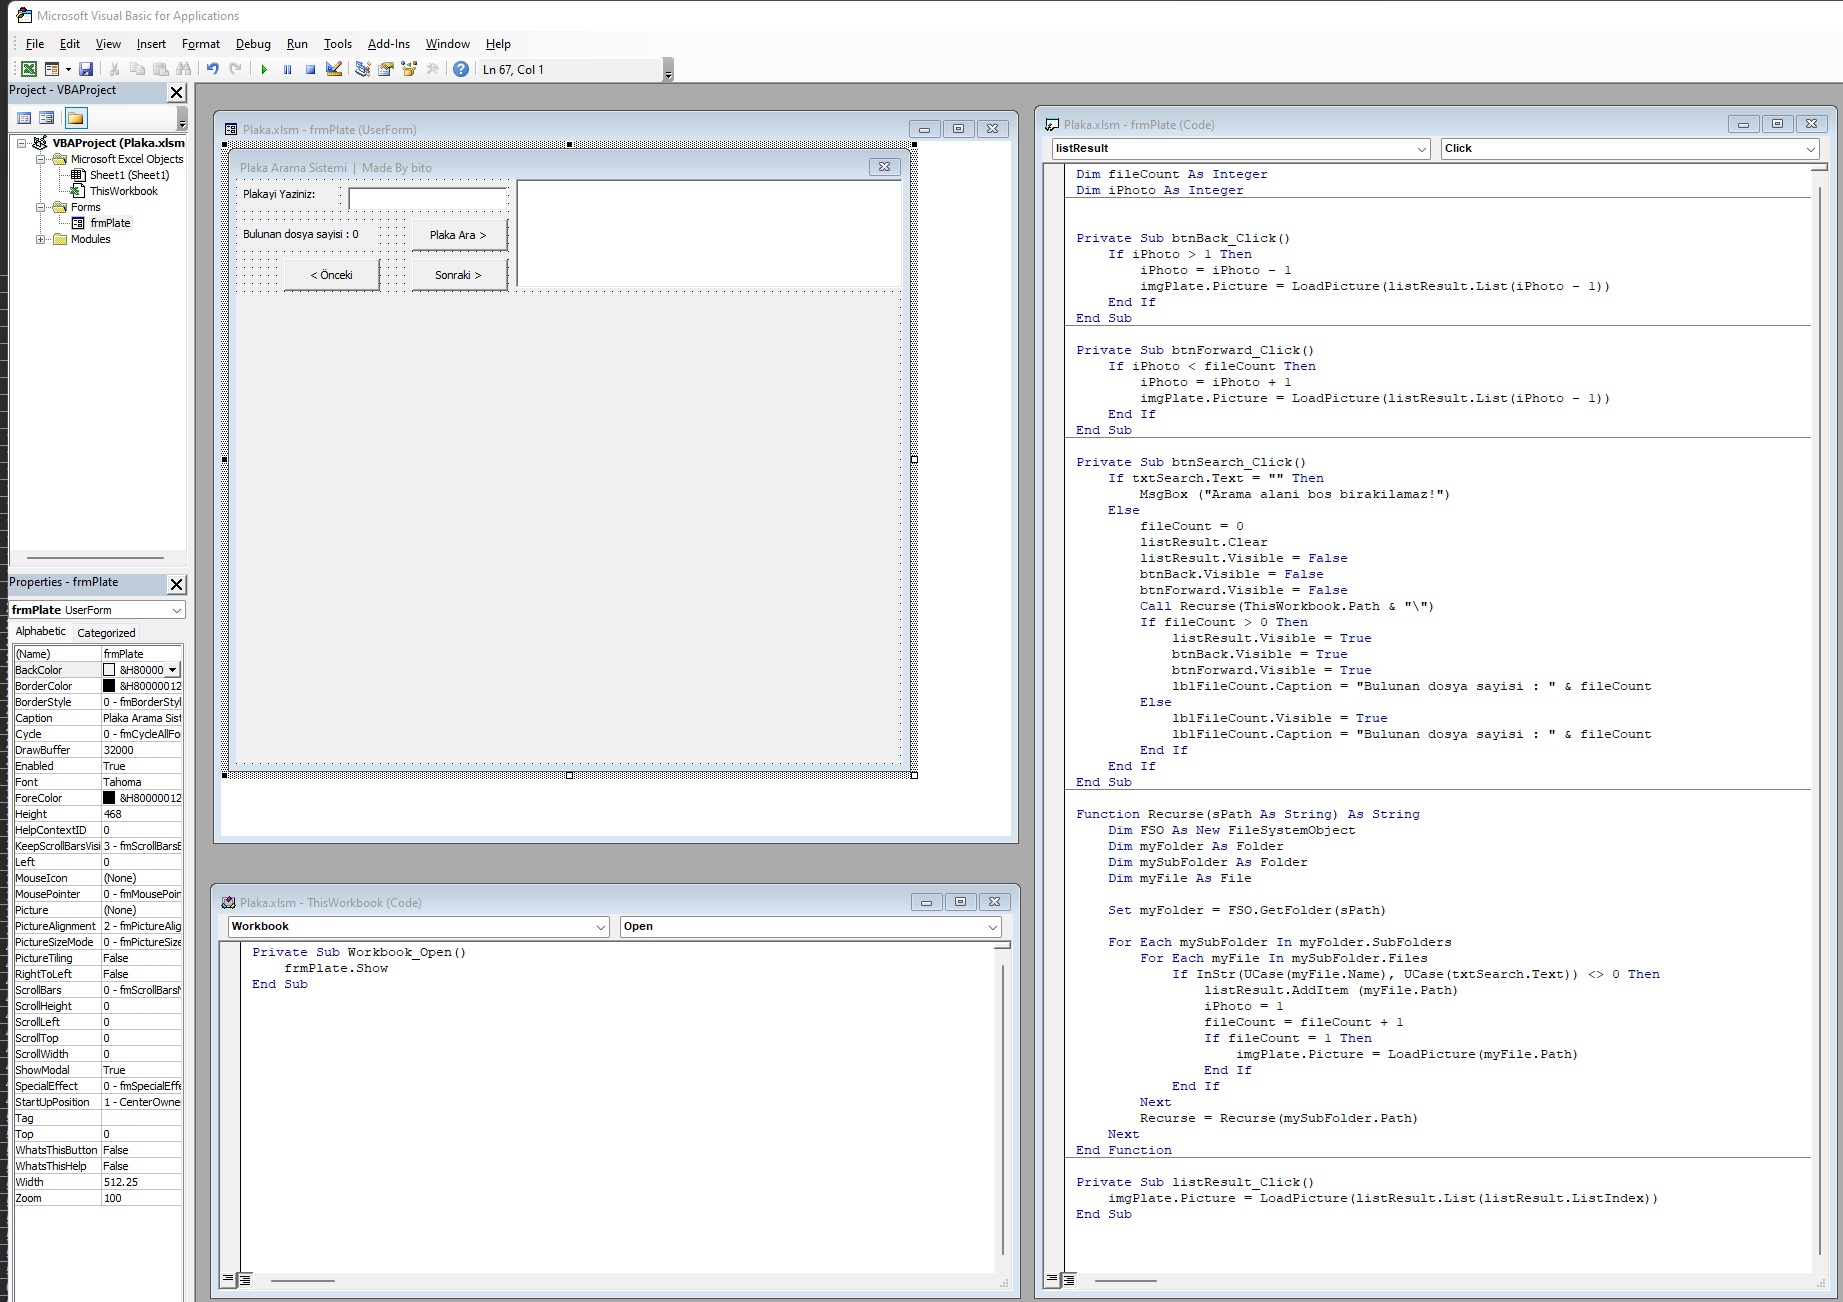 Microsoft Visual Basic for Applications
File Edit View Insert Format Debug Run Tools Add-Ins Window Help
Ln 67, Col 1
Project - VBAProject
VBAProject (Plaka.xlsm
Microsoft Excel Objects
Sheet1 (Sheet1)
ThisWorkbook
Forms
frmPlate
Modules
Properties - frmPlate
frmPlate UserForm
Alphabetic Categorized
(Name) frmPlate
BackColor &H80000
BorderColor &H80000012
BorderStyle 0 - fmBorderStyl
Caption Plaka Arama Sist
Cycle 0 - fmCycleAllFo
DrawBuffer 32000
Enabled True
Font Tahoma
ForeColor &H80000012
Height 468
HelpContextID 0
KeepScrollBarsVisi 3 - fmScrollBarsB
Left 0
MouseIcon (None)
MousePointer 0 - fmMousePoin
Picture (None)
PictureAlignment 2 - fmPictureAlig
PictureSizeMode 0 - fmPictureSize
PictureTiling False
RightToLeft False
ScrollBars 0 - fmScrollBarsN
ScrollHeight 0
ScrollLeft 0
ScrollTop 0
ScrollWidth 0
ShowModal True
SpecialEffect 0 - fmSpecialEffe
StartUpPosition 1 - CenterOwne
Tag
Top 0
WhatsThisButton False
WhatsThisHelp False
Width 512.25
Zoom 100
Plaka.xlsm - frmPlate (UserForm)
Plaka Arama Sistemi | Made By bito
Plakayi Yaziniz:
Bulunan dosya sayisi : 0
Plaka Ara >
< Önceki
Sonraki >
Plaka.xlsm - ThisWorkbook (Code)
Workbook Open
Private Sub Workbook_Open()
    frmPlate.Show
End Sub
Plaka.xlsm - frmPlate (Code)
listResult Click
Dim fileCount As Integer
Dim iPhoto As Integer
Private Sub btnBack_Click()
    If iPhoto > 1 Then
        iPhoto = iPhoto - 1
        imgPlate.Picture = LoadPicture(listResult.List(iPhoto - 1))
    End If
End Sub
Private Sub btnForward_Click()
    If iPhoto < fileCount Then
        iPhoto = iPhoto + 1
        imgPlate.Picture = LoadPicture(listResult.List(iPhoto - 1))
    End If
End Sub
Private Sub btnSearch_Click()
    If txtSearch.Text = "" Then
        MsgBox ("Arama alani bos birakilamaz!")
    Else
        fileCount = 0
        listResult.Clear
        listResult.Visible = False
        btnBack.Visible = False
        btnForward.Visible = False
        Call Recurse(ThisWorkbook.Path & "\")
        If fileCount > 0 Then
            listResult.Visible = True
            btnBack.Visible = True
            btnForward.Visible = True
            lblFileCount.Caption = "Bulunan dosya sayisi : " & fileCount
        Else
            lblFileCount.Visible = True
            lblFileCount.Caption = "Bulunan dosya sayisi : " & fileCount
        End If
    End If
End Sub
Function Recurse(sPath As String) As String
    Dim FSO As New FileSystemObject
    Dim myFolder As Folder
    Dim mySubFolder As Folder
    Dim myFile As File
    Set myFolder = FSO.GetFolder(sPath)
    For Each mySubFolder In myFolder.SubFolders
        For Each myFile In mySubFolder.Files
            If InStr(UCase(myFile.Name), UCase(txtSearch.Text)) <> 0 Then
                listResult.AddItem (myFile.Path)
                iPhoto = 1
                fileCount = fileCount + 1
                If fileCount = 1 Then
                    imgPlate.Picture = LoadPicture(myFile.Path)
                End If
            End If
        Next
        Recurse = Recurse(mySubFolder.Path)
    Next
End Function
Private Sub listResult_Click()
    imgPlate.Picture = LoadPicture(listResult.List(listResult.ListIndex))
End Sub